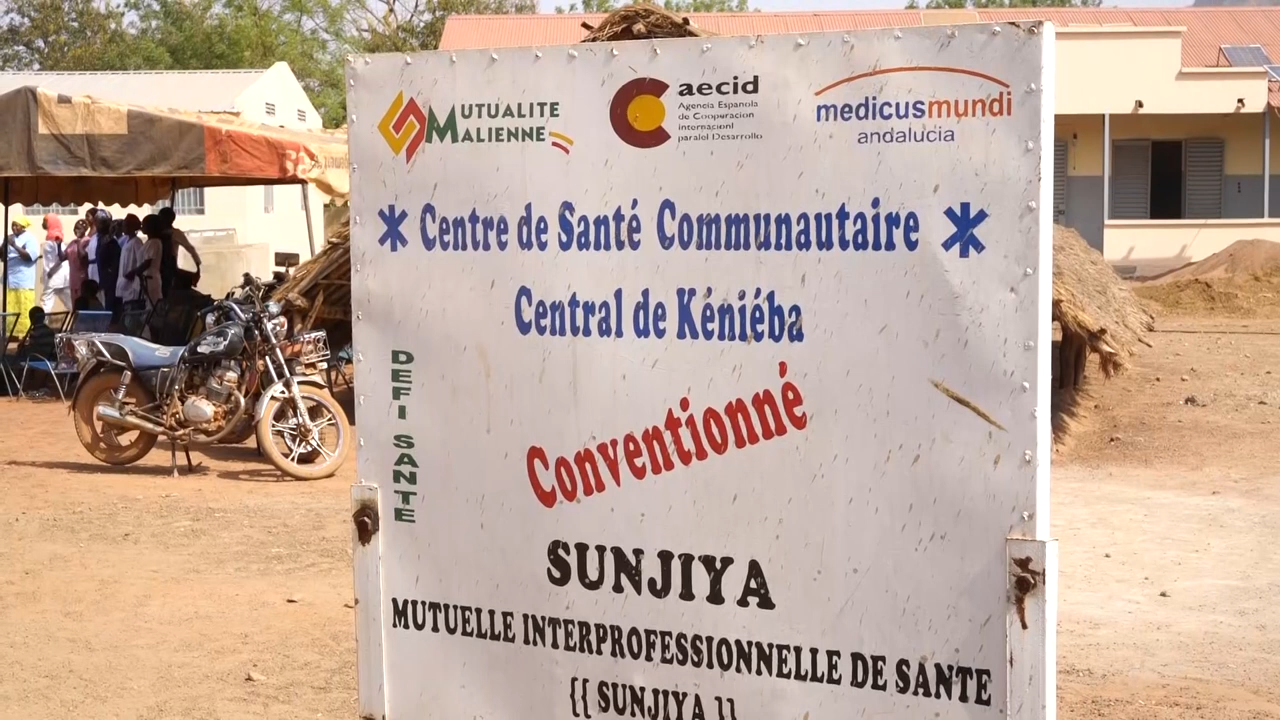 MUTUALITE
MALIENNE
aecid
Agencia Española
de Cooperación
Internacional
para el Desarrollo
medicusmundi
andalucia
* Centre de Santé Communautaire *
Central de Kéniéba
DEFI SANTE
Conventionné
SUNJIYA
MUTUELLE INTERPROFESSIONNELLE DE SANTE
{{ SUNJIYA }}